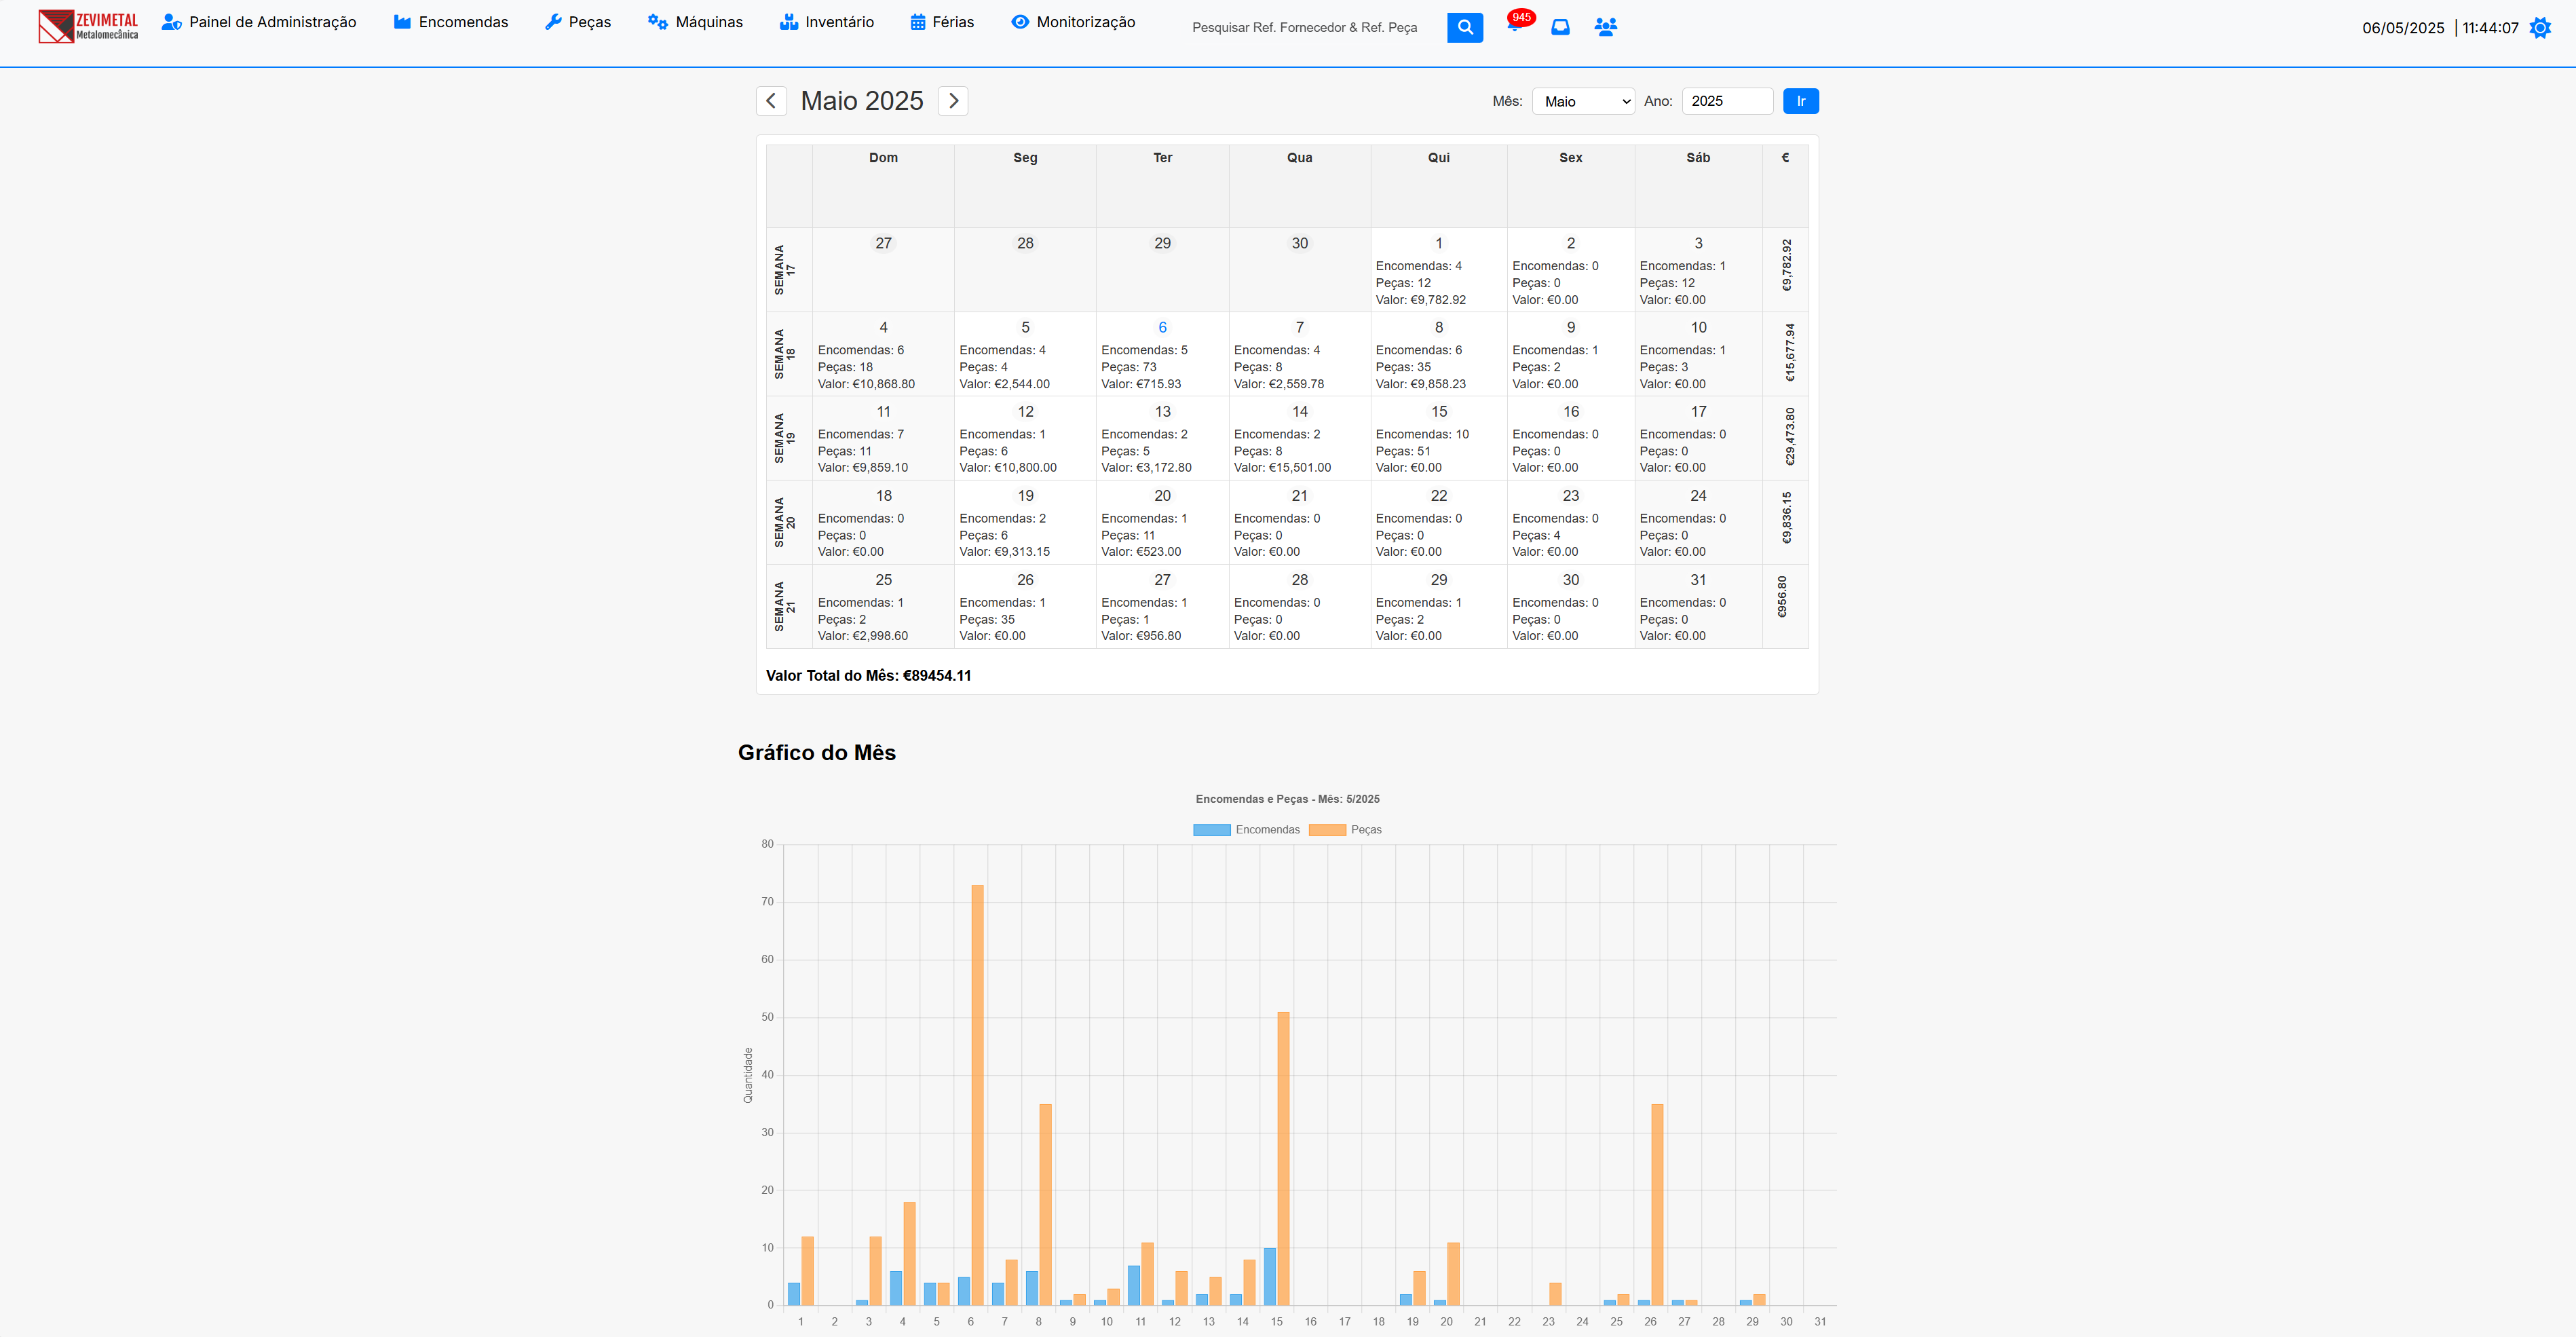 ZEVIMETAL
Metalomecânica
Painel de Administração
Encomendas
Peças
Máquinas
Inventário
Férias
Monitorização
Pesquisar Ref. Fornecedor & Ref. Peça
945
06/05/2025 | 11:44:07
Maio 2025
Mês: Maio Ano: 2025 Ir
Dom Seg Ter Qua Qui Sex Sáb €
SEMANA 17
27 28 29 30 1 2 3
Encomendas: 4 Encomendas: 0 Encomendas: 1
Peças: 12 Peças: 0 Peças: 12
Valor: €9,782.92 Valor: €0.00 Valor: €0.00
€9,782.92
SEMANA 18
4 5 6 7 8 9 10
Encomendas: 6 Encomendas: 4 Encomendas: 5 Encomendas: 4 Encomendas: 6 Encomendas: 1 Encomendas: 1
Peças: 18 Peças: 4 Peças: 73 Peças: 8 Peças: 35 Peças: 2 Peças: 3
Valor: €10,868.80 Valor: €2,544.00 Valor: €715.93 Valor: €2,559.78 Valor: €9,858.23 Valor: €0.00 Valor: €0.00
€15,677.94
SEMANA 19
11 12 13 14 15 16 17
Encomendas: 7 Encomendas: 1 Encomendas: 2 Encomendas: 2 Encomendas: 10 Encomendas: 0 Encomendas: 0
Peças: 11 Peças: 6 Peças: 5 Peças: 8 Peças: 51 Peças: 0 Peças: 0
Valor: €9,859.10 Valor: €10,800.00 Valor: €3,172.80 Valor: €15,501.00 Valor: €0.00 Valor: €0.00 Valor: €0.00
€29,473.80
SEMANA 20
18 19 20 21 22 23 24
Encomendas: 0 Encomendas: 2 Encomendas: 1 Encomendas: 0 Encomendas: 0 Encomendas: 0 Encomendas: 0
Peças: 0 Peças: 6 Peças: 11 Peças: 0 Peças: 0 Peças: 4 Peças: 0
Valor: €0.00 Valor: €9,313.15 Valor: €523.00 Valor: €0.00 Valor: €0.00 Valor: €0.00 Valor: €0.00
€9,836.15
SEMANA 21
25 26 27 28 29 30 31
Encomendas: 1 Encomendas: 1 Encomendas: 1 Encomendas: 0 Encomendas: 1 Encomendas: 0 Encomendas: 0
Peças: 2 Peças: 35 Peças: 1 Peças: 0 Peças: 2 Peças: 0 Peças: 0
Valor: €2,998.60 Valor: €0.00 Valor: €956.80 Valor: €0.00 Valor: €0.00 Valor: €0.00 Valor: €0.00
€956.80
Valor Total do Mês: €89454.11
Gráfico do Mês
Encomendas e Peças - Mês: 5/2025
Encomendas Peças
Quantidade
80
70
60
50
40
30
20
10
0
1 2 3 4 5 6 7 8 9 10 11 12 13 14 15 16 17 18 19 20 21 22 23 24 25 26 27 28 29 30 31